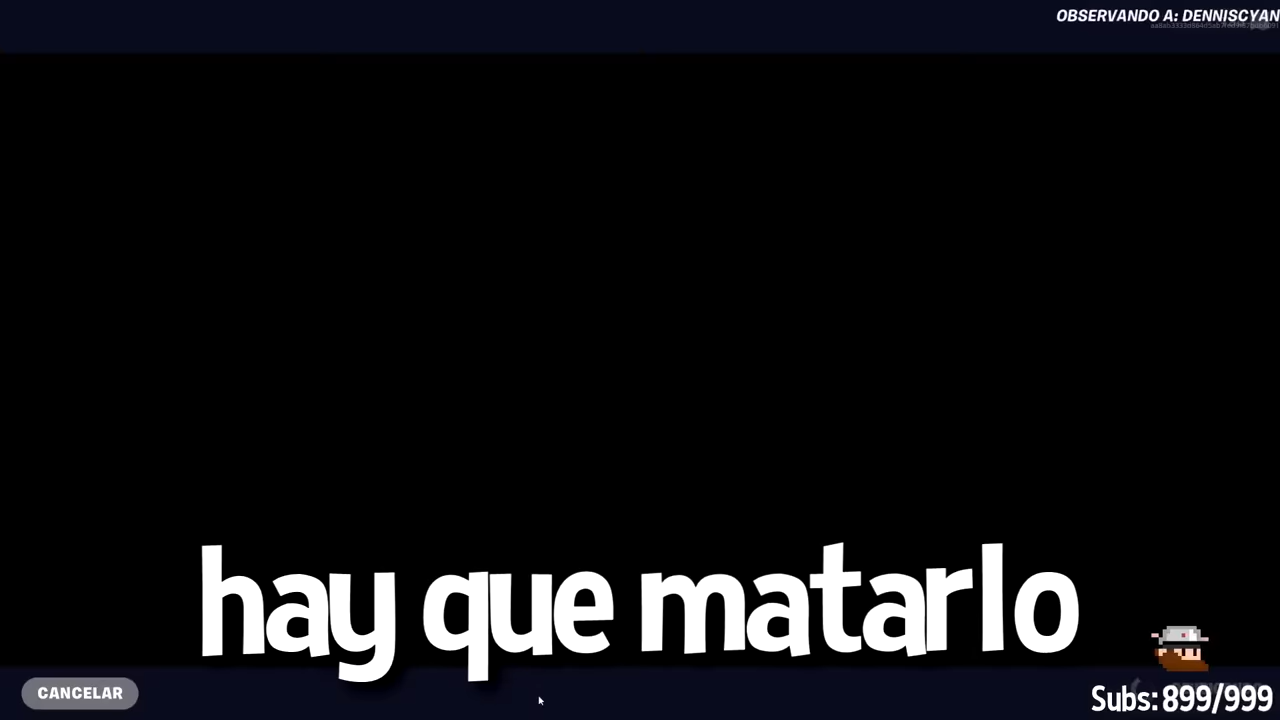 OBSERVANDO A: DENNISCYAN
hay que matarlo
CANCELAR
Subs: 899/999